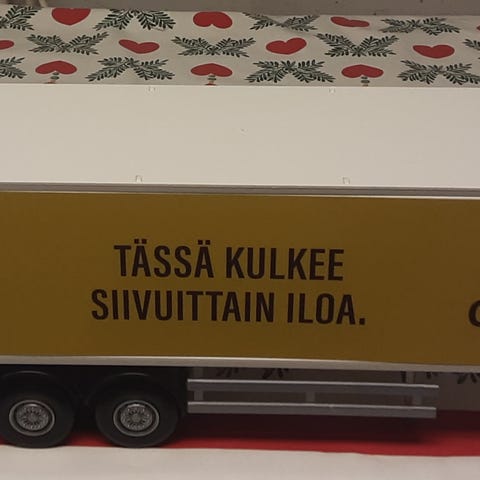 TÄSSÄ KULKEE
SIIVUITTAIN ILOA.